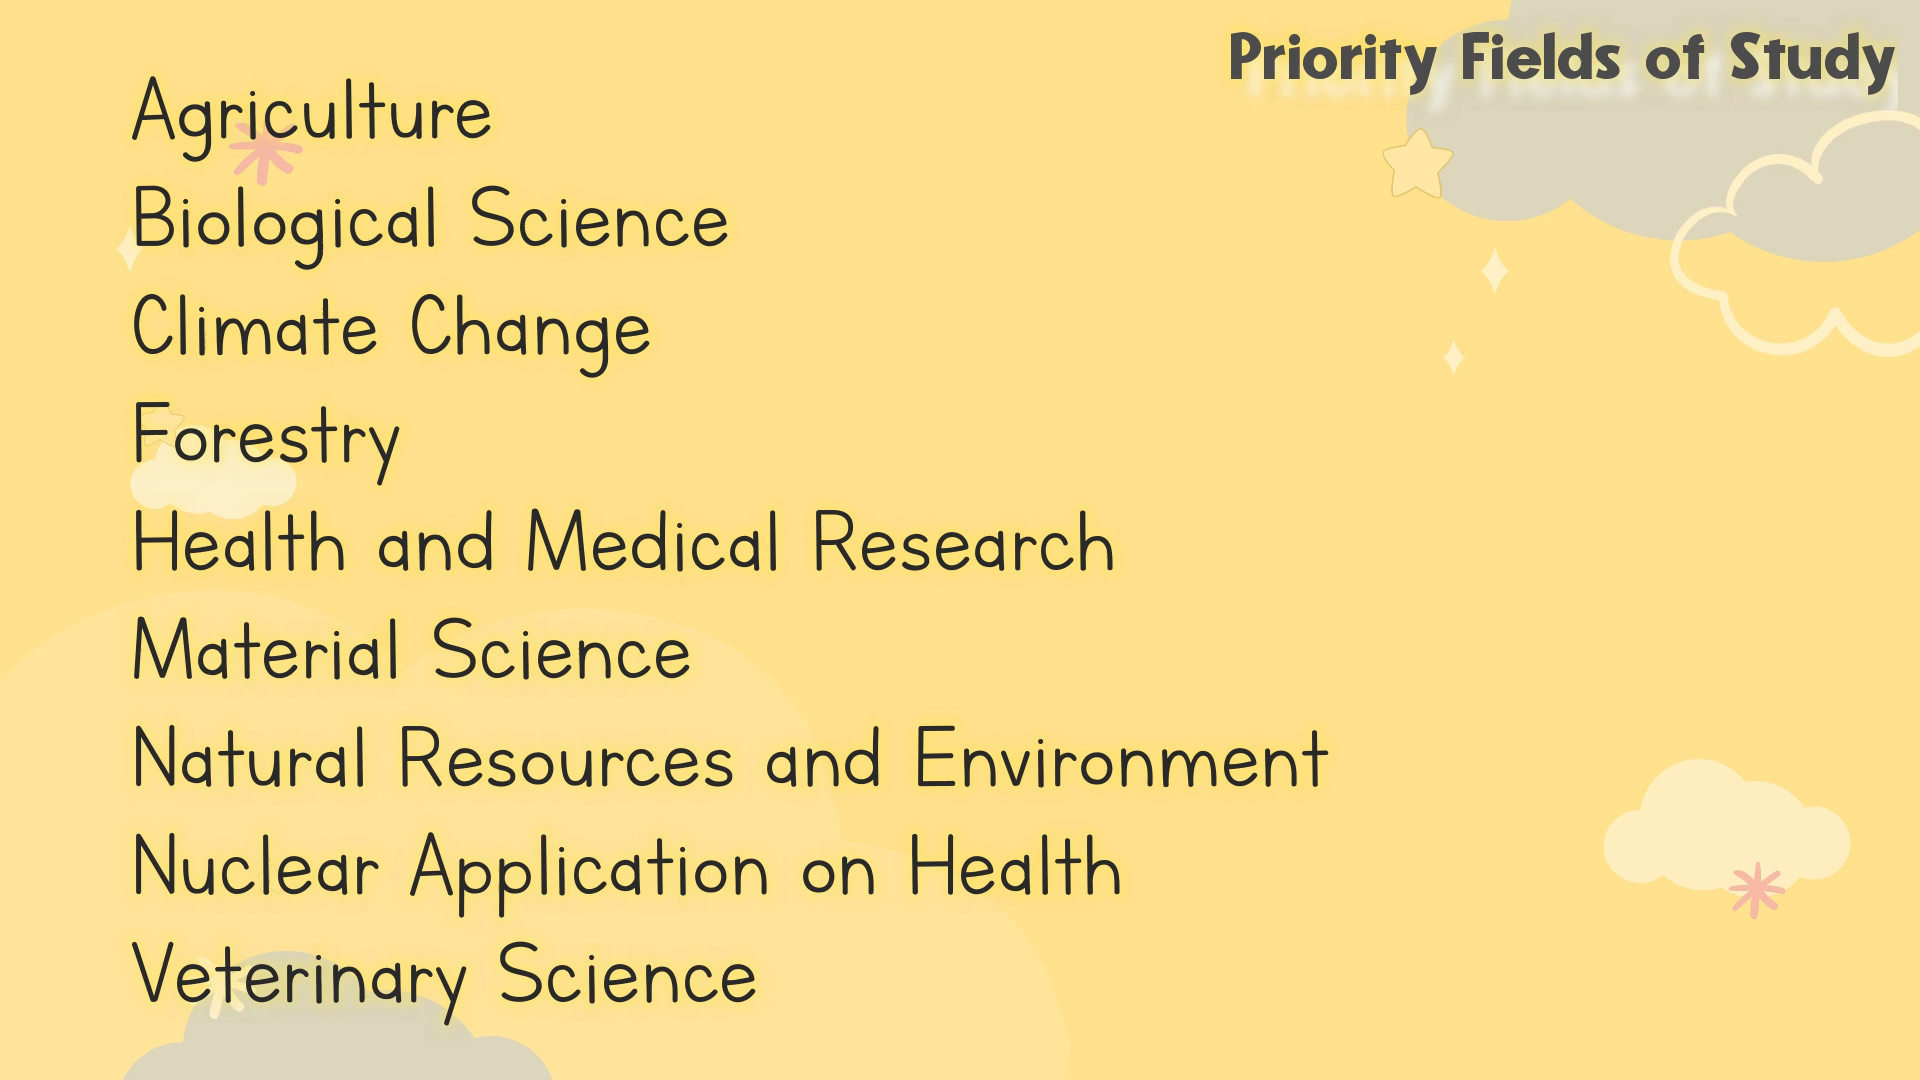 Priority Fields of Study
Agriculture
Biological Science
Climate Change
Forestry
Health and Medical Research
Material Science
Natural Resources and Environment
Nuclear Application on Health
Veterinary Science